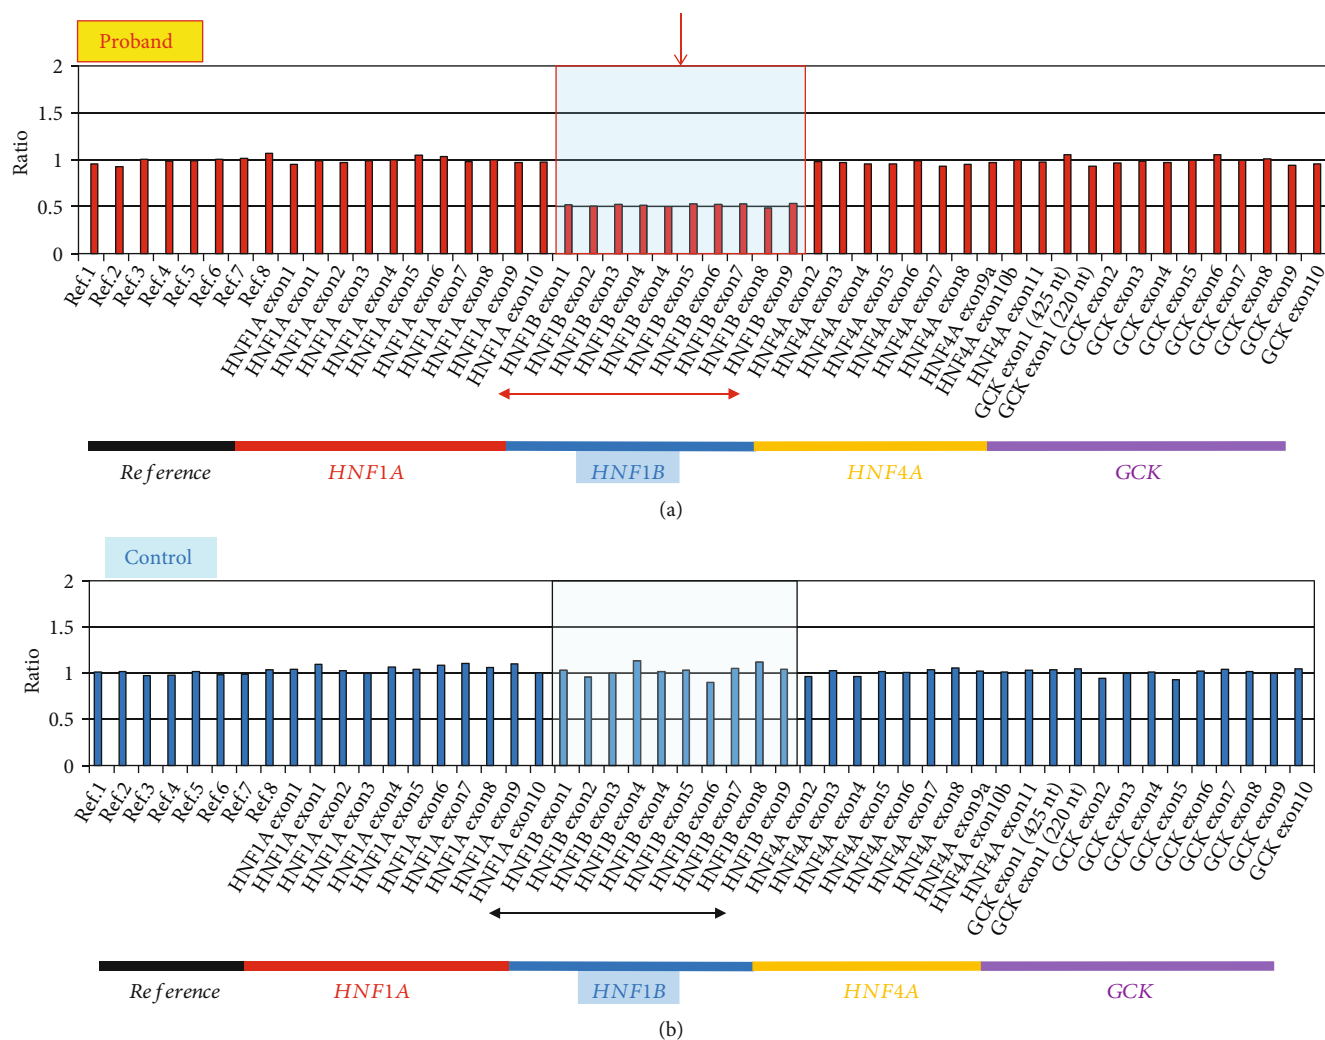 Proband
Ratio
2
1.5
1
0.5
0
Ref.1
Ref.2
Ref.3
Ref.4
Ref.5
Ref.6
Ref.7
Ref.8
HNF1A exon1
HNF1A exon1
HNF1A exon2
HNF1A exon3
HNF1A exon4
HNF1A exon5
HNF1A exon6
HNF1A exon7
HNF1A exon8
HNF1A exon9
HNF1A exon10
HNF1B exon1
HNF1B exon2
HNF1B exon3
HNF1B exon4
HNF1B exon4
HNF1B exon5
HNF1B exon6
HNF1B exon7
HNF1B exon8
HNF1B exon9
HNF4A exon2
HNF4A exon3
HNF4A exon4
HNF4A exon5
HNF4A exon6
HNF4A exon7
HNF4A exon8
HNF4A exon9a
HNF4A exon10b
HNF4A exon11
GCK exon1 (425 nt)
GCK exon1 (220 nt)
GCK exon2
GCK exon3
GCK exon4
GCK exon5
GCK exon6
GCK exon7
GCK exon8
GCK exon9
GCK exon10
Reference HNF1A HNF1B HNF4A GCK
(a)
Control
Ratio
2
1.5
1
0.5
0
Ref.1
Ref.2
Ref.3
Ref.4
Ref.5
Ref.6
Ref.7
Ref.8
HNF1A exon1
HNF1A exon1
HNF1A exon2
HNF1A exon3
HNF1A exon4
HNF1A exon5
HNF1A exon6
HNF1A exon7
HNF1A exon8
HNF1A exon9
HNF1A exon10
HNF1B exon1
HNF1B exon2
HNF1B exon3
HNF1B exon4
HNF1B exon4
HNF1B exon5
HNF1B exon6
HNF1B exon7
HNF1B exon8
HNF1B exon9
HNF4A exon2
HNF4A exon3
HNF4A exon4
HNF4A exon5
HNF4A exon6
HNF4A exon7
HNF4A exon8
HNF4A exon9a
HNF4A exon10b
HNF4A exon11
GCK exon1 (425 nt)
GCK exon1 (220 nt)
GCK exon2
GCK exon3
GCK exon4
GCK exon5
GCK exon6
GCK exon7
GCK exon8
GCK exon9
GCK exon10
Reference HNF1A HNF1B HNF4A GCK
(b)